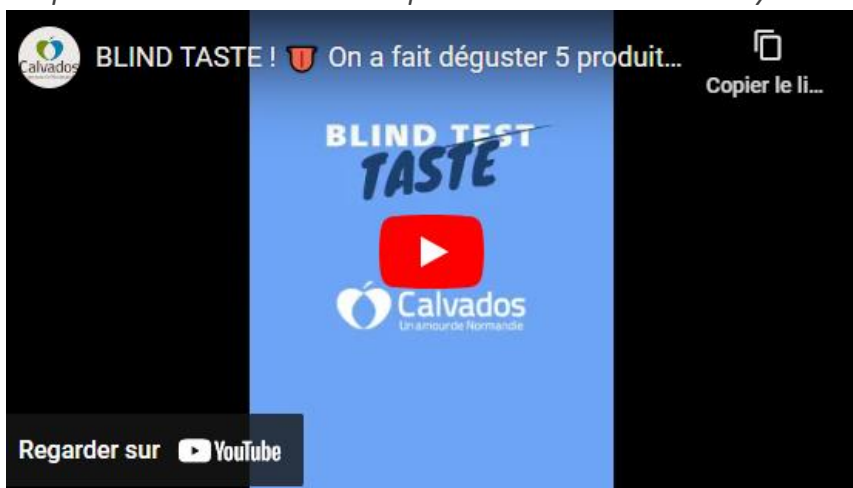 Calvados
BLIND TASTE ! On a fait déguster 5 produit...
Copier le li...
BLIND TEST
TASTE
Calvados
Un amour de Normandie
Regarder sur YouTube